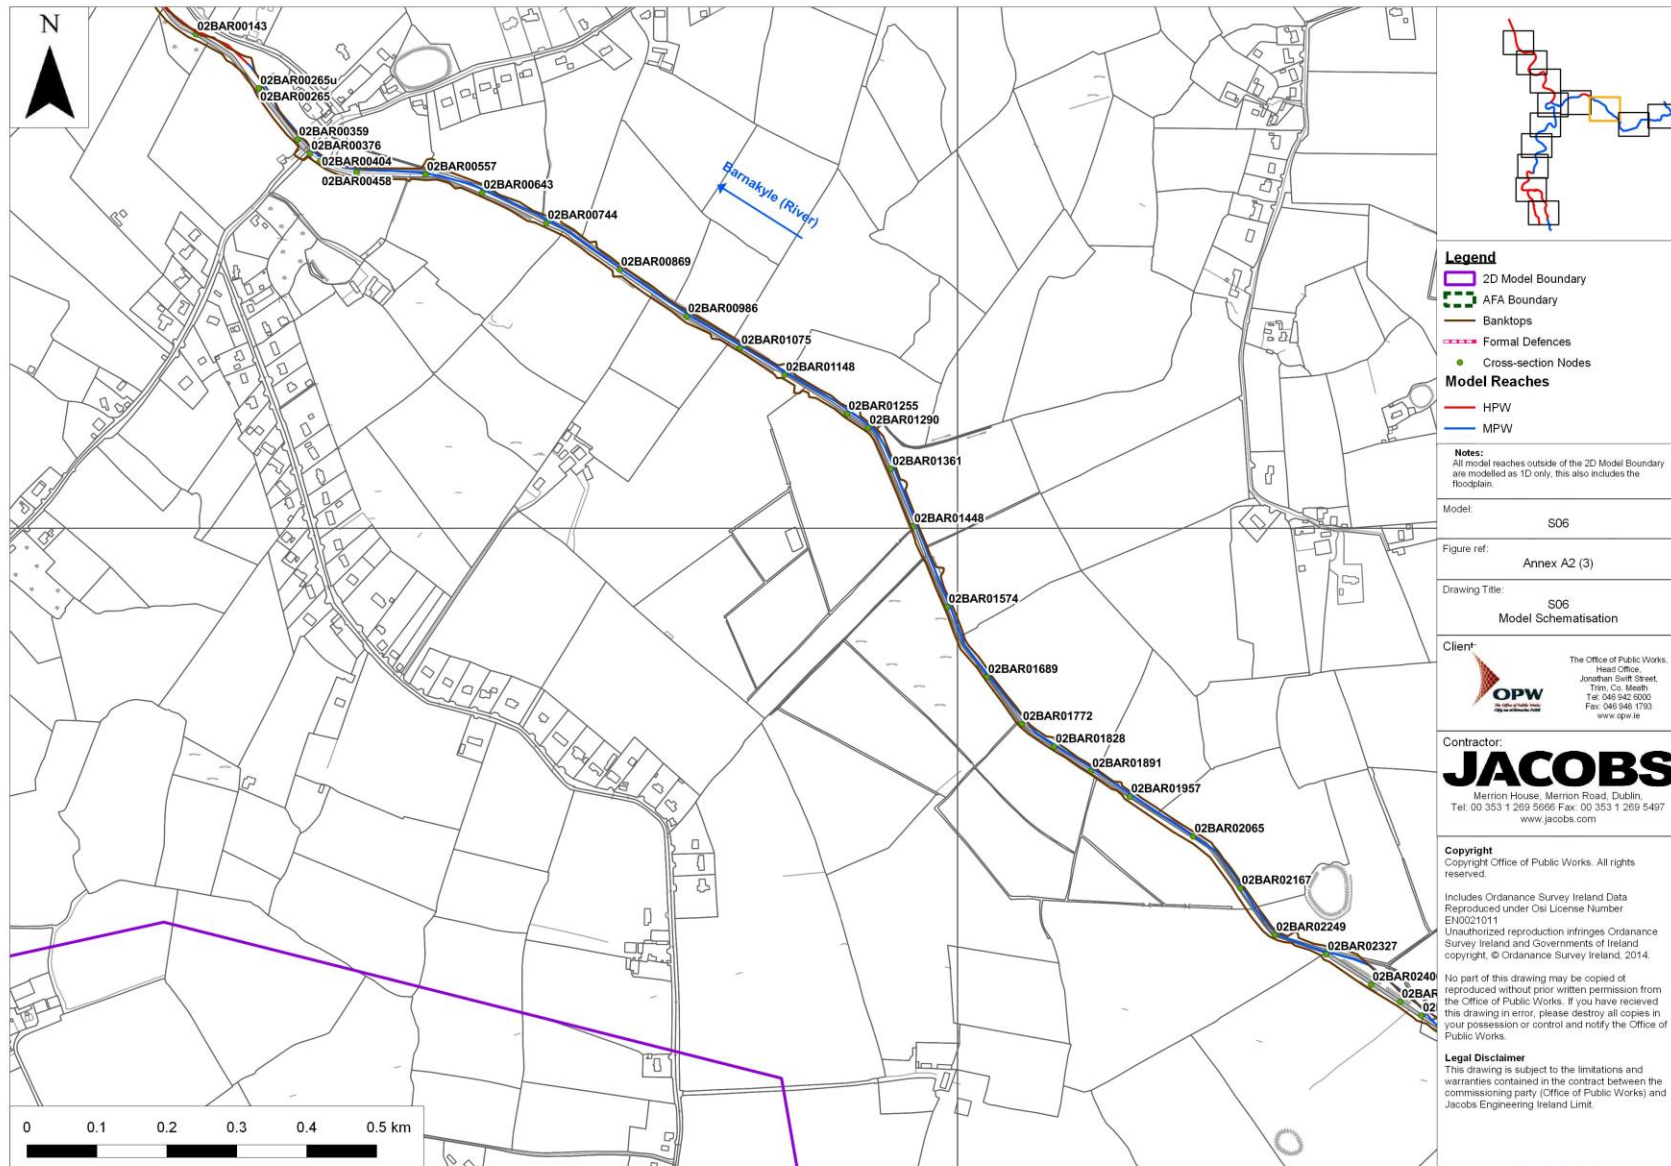 N
02BAR00143
02BAR00265u
02BAR00265
02BAR00359
02BAR00376
02BAR00404
02BAR00458
02BAR00557
02BAR00643
02BAR00744
02BAR00869
02BAR00986
02BAR01075
02BAR01148
02BAR01255
02BAR01290
02BAR01361
02BAR01448
02BAR01574
02BAR01689
02BAR01772
02BAR01828
02BAR01891
02BAR01957
02BAR02065
02BAR02167
02BAR02249
02BAR02327
02BAR0240
02BAR
02
Barnakyle (River)
0 0.1 0.2 0.3 0.4 0.5 km
Legend
2D Model Boundary
AFA Boundary
Banktops
Formal Defences
Cross-section Nodes
Model Reaches
HPW
MPW
Notes:
All model reaches outside of the 2D Model Boundary
are modelled as 1D only, this also includes the
floodplain.
Model:
S06
Figure ref:
Annex A2 (3)
Drawing Title:
S06
Model Schematisation
Client:
OPW
The Office of Public Works,
Head Office,
Jonathan Swift Street,
Trim, Co. Meath
Tel: 046 942 6000
Fax: 046 948 1793
www.opw.ie
Contractor:
JACOBS
Merrion House, Merrion Road, Dublin,
Tel: 00 353 1 269 5666 Fax: 00 353 1 269 5497
www.jacobs.com
Copyright
Copyright Office of Public Works. All rights
reserved.
Includes Ordanance Survey Ireland Data
Reproduced under Osi License Number
EN0021011
Unauthorized reproduction infringes Ordanance
Survey Ireland and Governments of Ireland
copyright, © Ordanance Survey Ireland, 2014.
No part of this drawing may be copied of
reproduced without prior written permission from
the Office of Public Works. If you have recieved
this drawing in error, please destroy all copies in
your possession or control and notify the Office of
Public Works.
Legal Disclaimer
This drawing is subject to the limitations and
warranties contained in the contract between the
commissioning party (Office of Public Works) and
Jacobs Engineering Ireland Limit.